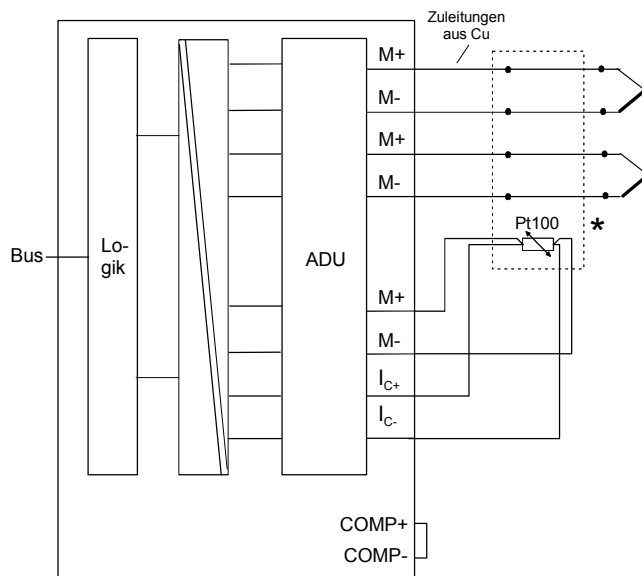 Zuleitungen
aus Cu
M+
M-
M+
M-
Pt100
*
Bus
Lo-
gik
ADU
M+
M-
IC+
IC-
COMP+
COMP-